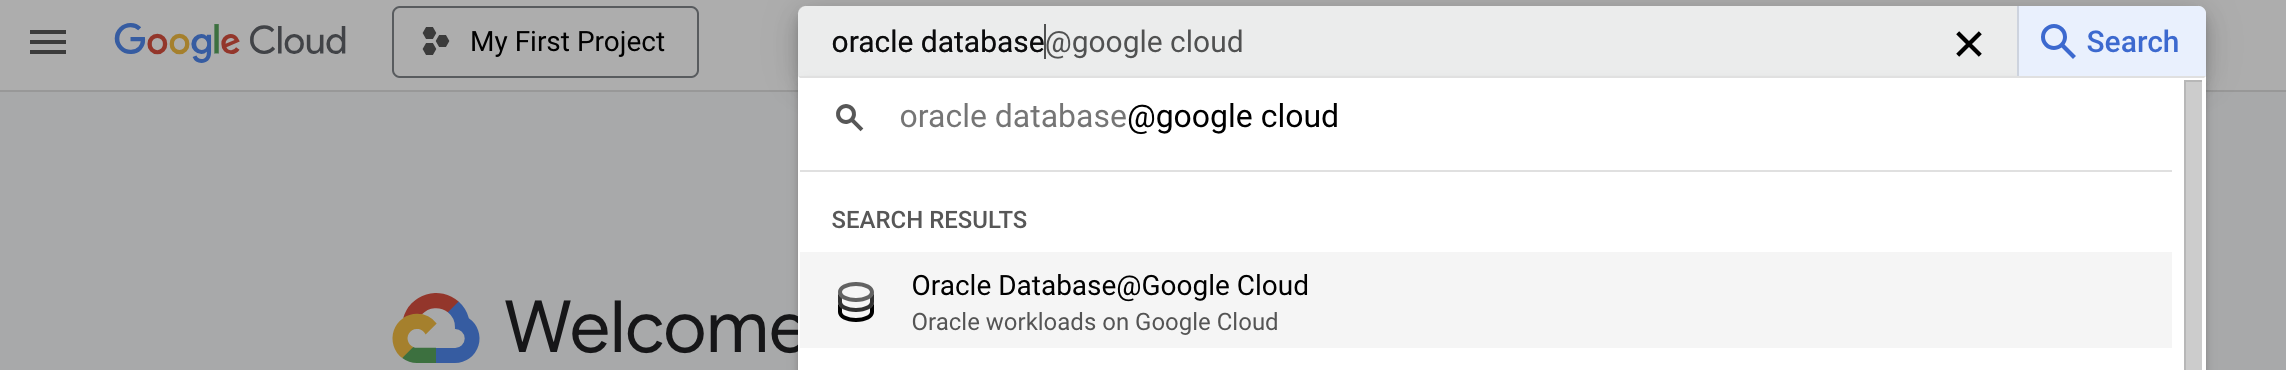 Google Cloud
My First Project
oracle database@google cloud
Search
oracle database@google cloud
SEARCH RESULTS
Oracle Database@Google Cloud
Oracle workloads on Google Cloud
Welcome